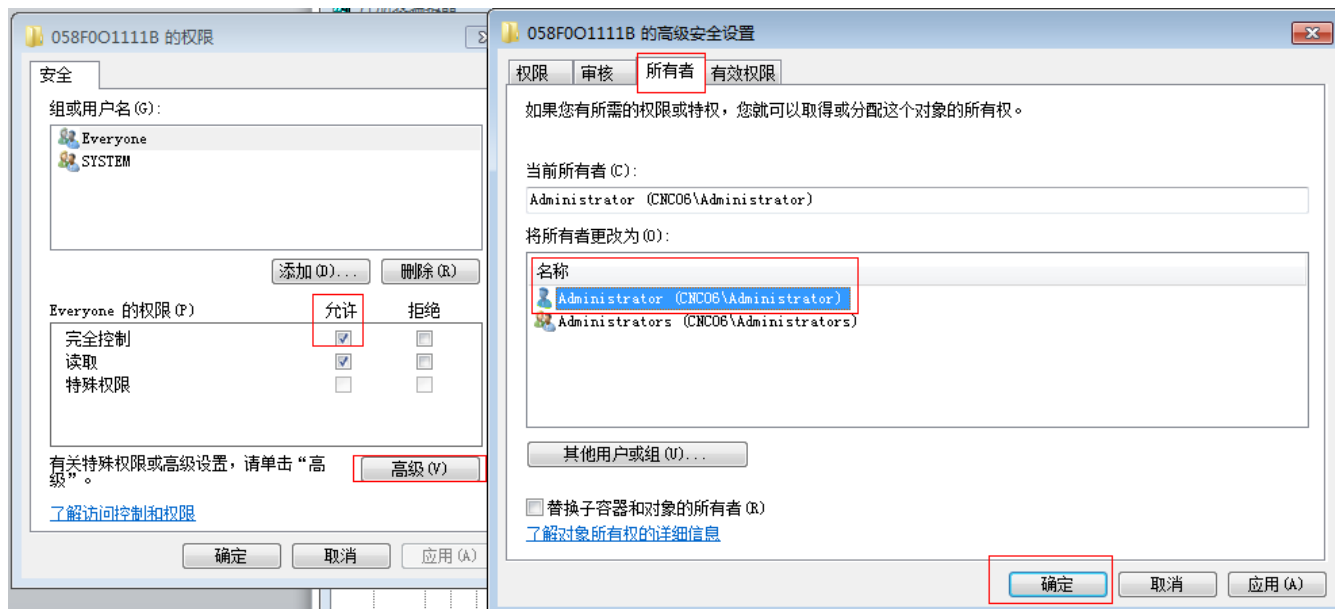 058F0O1111B 的权限
安全
组或用户名(G):
Everyone
SYSTEM
添加(D)...
删除(R)
Everyone 的权限(P)
允许
拒绝
完全控制
读取
特殊权限
有关特殊权限或高级设置，请单击“高
级”。
高级(V)
了解访问控制和权限
确定
取消
应用(A)
058F0O1111B 的高级安全设置
权限
审核
所有者
有效权限
如果您有所需的权限或特权，您就可以取得或分配这个对象的所有权。
当前所有者(C):
Administrator (CNC06\Administrator)
将所有者更改为(O):
名称
Administrator (CNC06\Administrator)
Administrators (CNC06\Administrators)
其他用户或组(U)...
替换子容器和对象的所有者(R)
了解对象所有权的详细信息
确定
取消
应用(A)